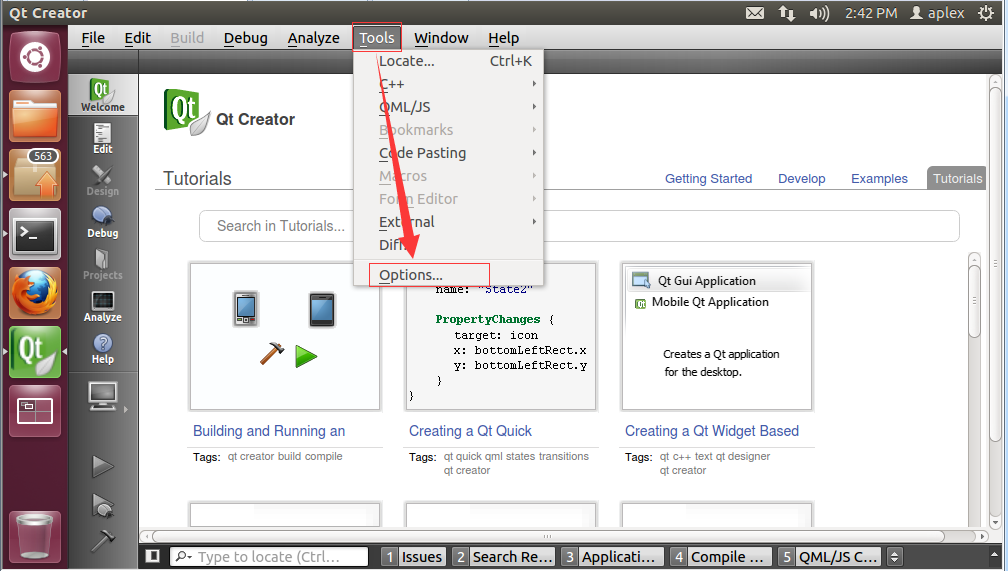 Qt Creator
2:42 PM
aplex
File Edit Build Debug Analyze Tools Window Help
Locate... Ctrl+K
C++
QML/JS
Bookmarks
Code Pasting
Macros
Form Editor
External
Diff
Options...
563
Qt
Welcome
Edit
Design
Debug
Projects
Analyze
Help
Qt
Qt
Qt Creator
Tutorials
Getting Started Develop Examples Tutorials
Search in Tutorials...
name: "State2"
PropertyChanges {
target: icon
x: bottomLeftRect.x
y: bottomLeftRect.y
}
}
Qt Gui Application
Mobile Qt Application
Creates a Qt application
for the desktop.
Building and Running an
Tags: qt creator build compile
Creating a Qt Quick
Tags: qt quick qml states transitions
qt creator
Creating a Qt Widget Based
Tags: qt c++ text qt designer
qt creator
Type to locate (Ctrl...
1 Issues 2 Search Re... 3 Applicati... 4 Compile ... 5 QML/JS C...